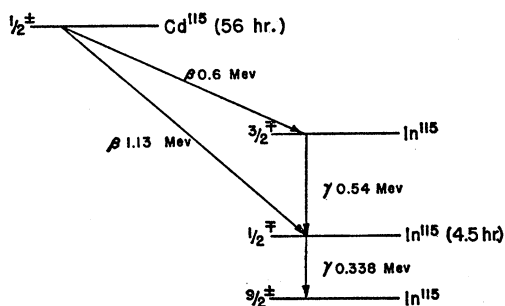 1/2± Cd¹¹⁵ (56 hr.)
β 0.6 Mev
3/2∓ In¹¹⁵
β 1.13 Mev
γ 0.54 Mev
1/2∓ In¹¹⁵ (4.5 hr.)
γ 0.338 Mev
9/2± In¹¹⁵